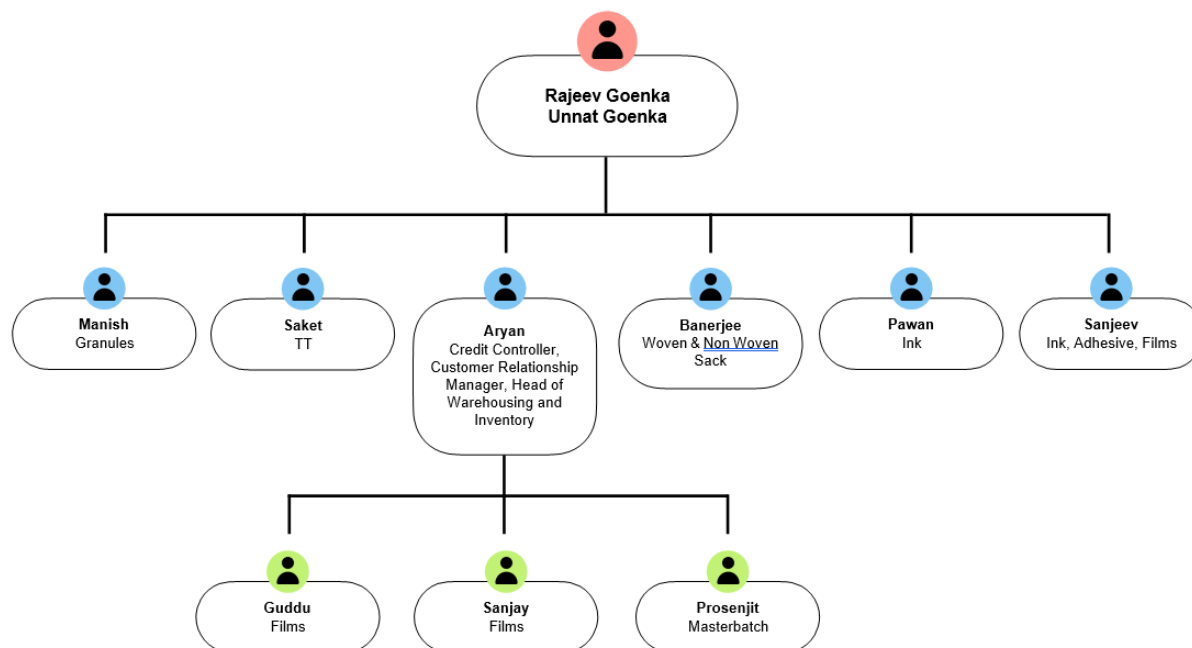 Rajeev Goenka
Unnat Goenka
Manish
Granules
Saket
TT
Aryan
Credit Controller,
Customer Relationship
Manager, Head of
Warehousing and
Inventory
Banerjee
Woven & Non Woven
Sack
Pawan
Ink
Sanjeev
Ink, Adhesive, Films
Guddu
Films
Sanjay
Films
Prosenjit
Masterbatch